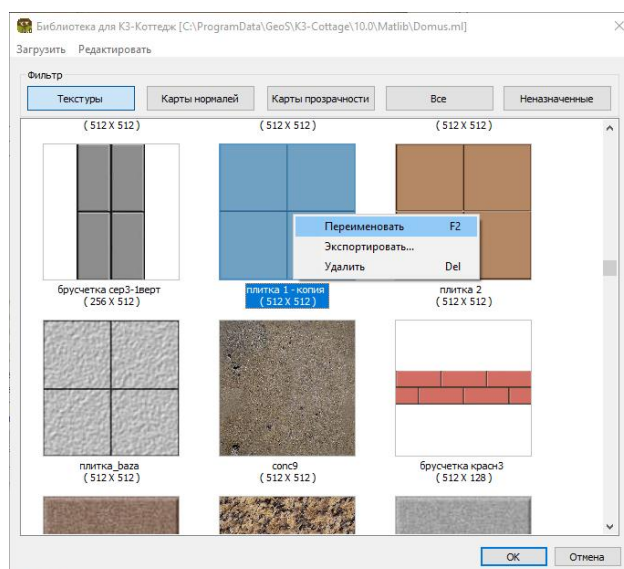 Библиотека для К3-Коттедж [C:\ProgramData\GeoS\K3-Cottage\10.0\Matlib\Domus.ml]
Загрузить Редактировать
Фильтр
Текстуры Карты нормалей Карты прозрачности Все Неназначенные
( 512 X 512 ) ( 512 X 512 ) ( 512 X 512 )
Переименовать F2
Экспортировать...
Удалить Del
брусчетка сер3-1верт плитка 1 - копия плитка 2
( 256 X 512 ) ( 512 X 512 ) ( 512 X 512 )
плитка_baza conc9 брусчетка красн3
( 512 X 512 ) ( 512 X 512 ) ( 512 X 128 )
OK Отмена